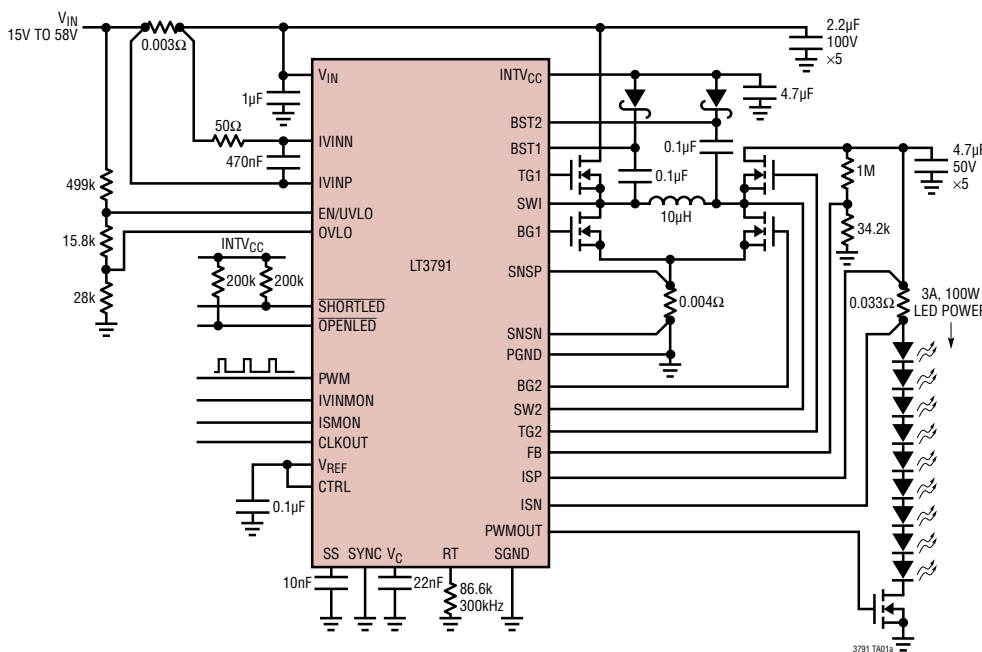 VIN
15V TO 58V
0.003Ω
2.2µF
100V
×5
VIN
INTVCC
1µF
4.7µF
BST2
50Ω
IVINN
BST1
0.1µF
4.7µF
50V
×5
470nF
TG1
0.1µF
1M
499k
IVINP
SWI
10µH
EN/UVLO
BG1
34.2k
15.8k
OVLO
INTVCC
LT3791
200k
200k
SNSP
28k
SHORTLED
0.004Ω
0.033Ω
3A, 100W
LED POWER
OPENLED
SNSN
PGND
PWM
BG2
IVINMON
SW2
ISMON
TG2
CLKOUT
FB
VREF
ISP
CTRL
0.1µF
ISN
PWMOUT
SS
SYNC
VC
RT
SGND
10nF
22nF
86.6k
300kHz
3791 TA01a